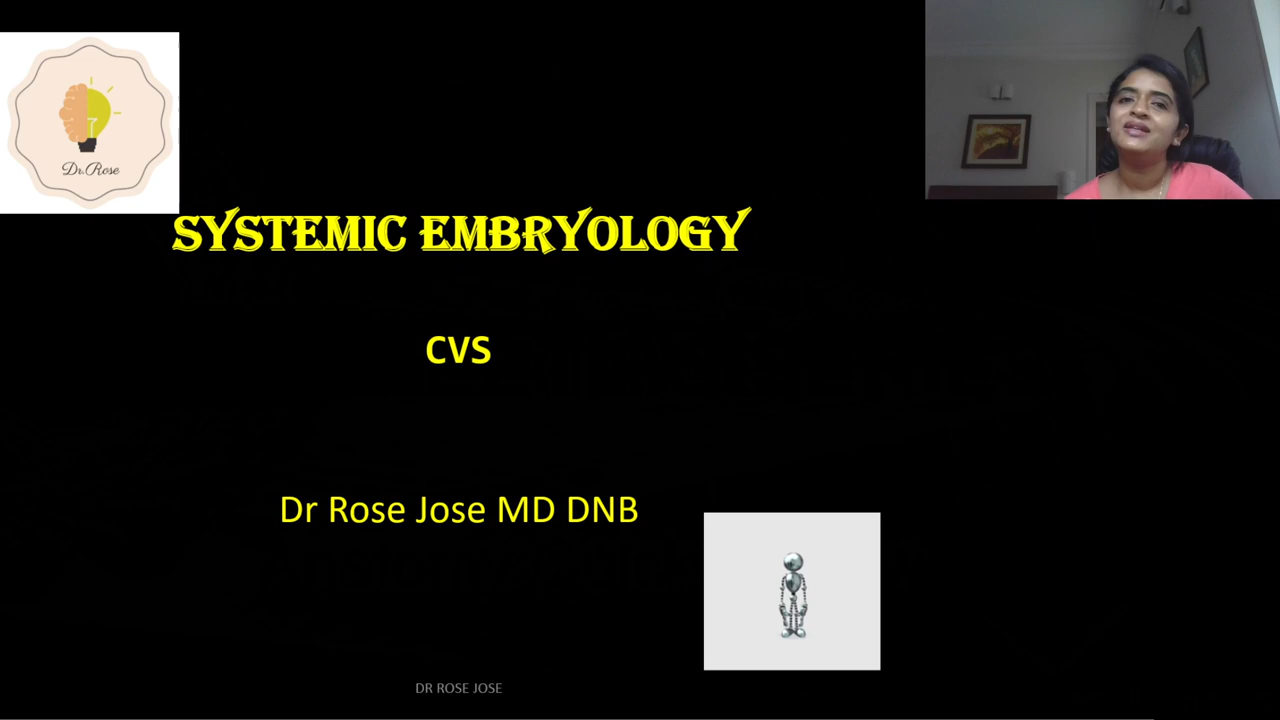 Dr. Rose
SYSTEMIC EMBRYOLOGY
CVS
Dr Rose Jose MD DNB
DR ROSE JOSE